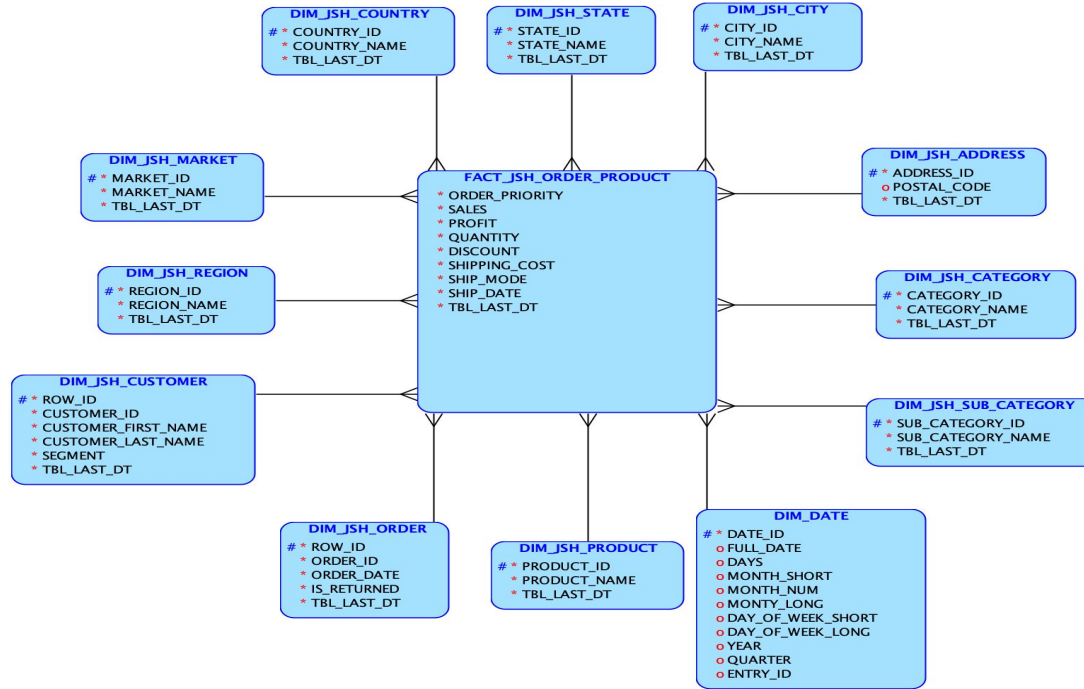 DIM_JSH_COUNTRY
# * COUNTRY_ID
* COUNTRY_NAME
* TBL_LAST_DT
DIM_JSH_STATE
# * STATE_ID
* STATE_NAME
* TBL_LAST_DT
DIM_JSH_CITY
# * CITY_ID
* CITY_NAME
* TBL_LAST_DT
DIM_JSH_MARKET
# * MARKET_ID
* MARKET_NAME
* TBL_LAST_DT
FACT_JSH_ORDER_PRODUCT
* ORDER_PRIORITY
* SALES
* PROFIT
* QUANTITY
* DISCOUNT
* SHIPPING_COST
* SHIP_MODE
* SHIP_DATE
* TBL_LAST_DT
DIM_JSH_ADDRESS
# * ADDRESS_ID
o POSTAL_CODE
* TBL_LAST_DT
DIM_JSH_REGION
# * REGION_ID
* REGION_NAME
* TBL_LAST_DT
DIM_JSH_CATEGORY
# * CATEGORY_ID
* CATEGORY_NAME
* TBL_LAST_DT
DIM_JSH_CUSTOMER
# * ROW_ID
* CUSTOMER_ID
* CUSTOMER_FIRST_NAME
* CUSTOMER_LAST_NAME
* SEGMENT
* TBL_LAST_DT
DIM_JSH_SUB_CATEGORY
# * SUB_CATEGORY_ID
* SUB_CATEGORY_NAME
* TBL_LAST_DT
DIM_JSH_ORDER
# * ROW_ID
* ORDER_ID
* ORDER_DATE
* IS_RETURNED
* TBL_LAST_DT
DIM_JSH_PRODUCT
# * PRODUCT_ID
* PRODUCT_NAME
* TBL_LAST_DT
DIM_DATE
# * DATE_ID
o FULL_DATE
o DAYS
o MONTH_SHORT
o MONTH_NUM
o MONTY_LONG
o DAY_OF_WEEK_SHORT
o DAY_OF_WEEK_LONG
o YEAR
o QUARTER
o ENTRY_ID